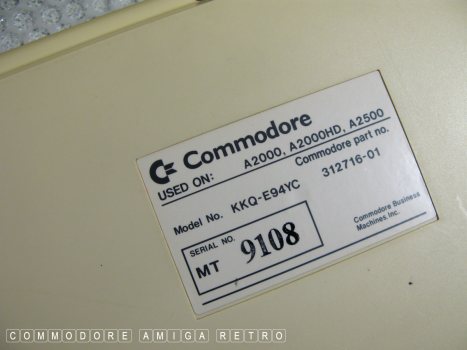 Commodore
USED ON: A2000, A2000HD, A2500
Commodore part no.
Model No. KKQ-E94YC 312716-01
SERIAL NO.
MT 9108
Commodore Business
Machines. Inc.
COMMODORE AMIGA RETRO